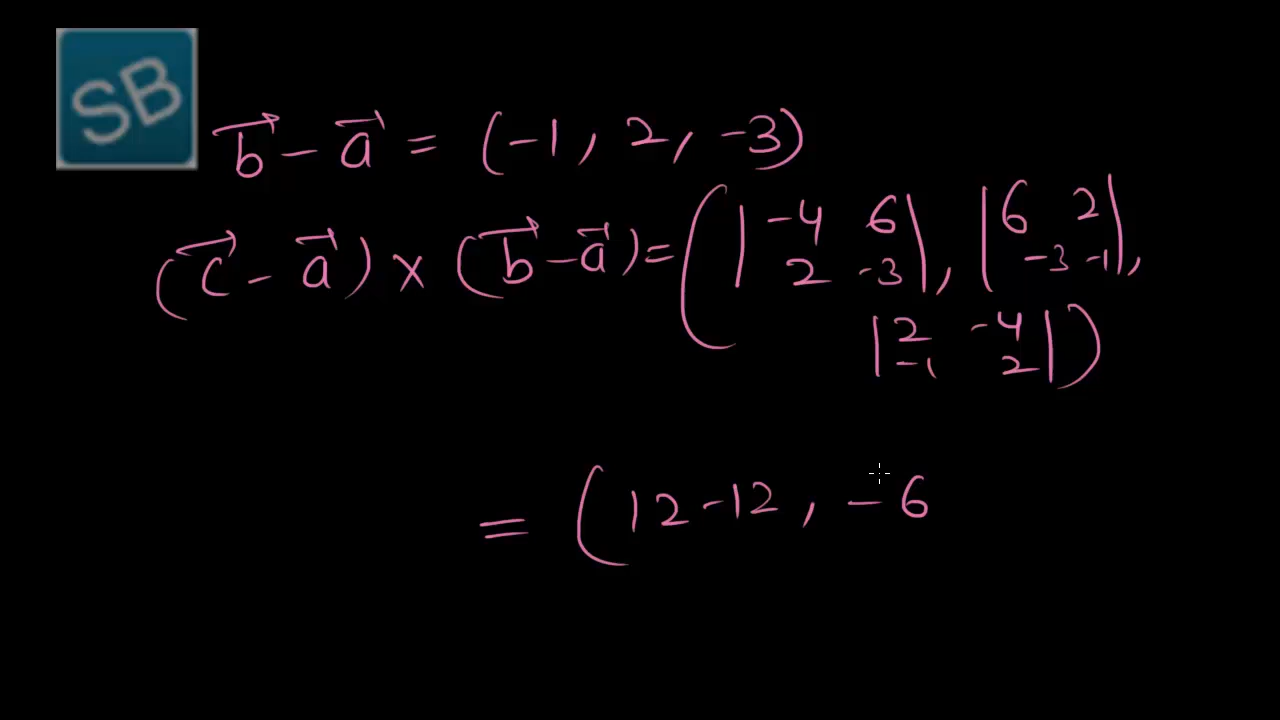 SB
b⃗ - a⃗ = (-1, 2, -3)
(c⃗ - a⃗) × (b⃗ - a⃗) = (|-4 6|, |6 2|,
2 -3 -3 -1
|2 -4|)
-1 2
= (12-12, -6